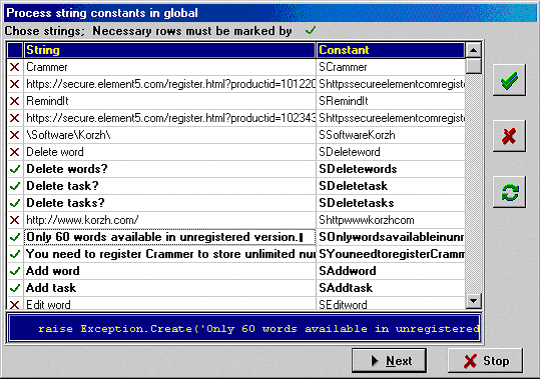 Process string constants in global
Chose strings; Necessary rows must be marked by
String Constant
Crammer SCrammer
https://secure.element5.com/register.html?productid=101220 Shttpssecureelementcomregister
RemindIt SRemindIt
https://secure.element5.com/register.html?productid=102343 Shttpssecureelementcomregister
\Software\Korzh\ SSoftwareKorzh
Delete word SDeleteword
Delete words? SDeletewords
Delete task? SDeletetask
Delete tasks? SDeletetasks
http://www.korzh.com/ Shttpwwwkorzhcom
Only 60 words available in unregistered version. SOnlywordsavailableinunr
You need to register Crammer to store unlimited nu SYouneedtoregisterCramm
Add word SAddword
Add task SAddtask
Edit word SEditword
raise Exception.Create('Only 60 words available in unregistered
Next Stop